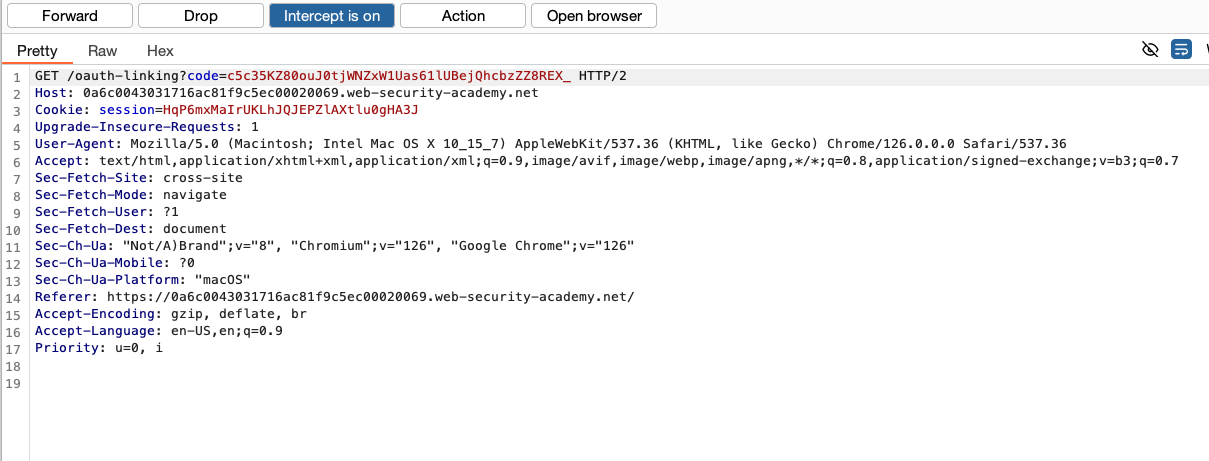 Forward Drop Intercept is on Action Open browser
Pretty Raw Hex
1 GET /oauth-linking?code=c5c35KZ80ouJ0tjWNZxW1Uas61lUBejQhcbzZZ8REX_ HTTP/2
2 Host: 0a6c0043031716ac81f9c5ec00020069.web-security-academy.net
3 Cookie: session=HqP6mxMaIrUKLhJQJEPZlAXtlu0gHA3J
4 Upgrade-Insecure-Requests: 1
5 User-Agent: Mozilla/5.0 (Macintosh; Intel Mac OS X 10_15_7) AppleWebKit/537.36 (KHTML, like Gecko) Chrome/126.0.0.0 Safari/537.36
6 Accept: text/html,application/xhtml+xml,application/xml;q=0.9,image/avif,image/webp,image/apng,*/*;q=0.8,application/signed-exchange;v=b3;q=0.7
7 Sec-Fetch-Site: cross-site
8 Sec-Fetch-Mode: navigate
9 Sec-Fetch-User: ?1
10 Sec-Fetch-Dest: document
11 Sec-Ch-Ua: "Not/A)Brand";v="8", "Chromium";v="126", "Google Chrome";v="126"
12 Sec-Ch-Ua-Mobile: ?0
13 Sec-Ch-Ua-Platform: "macOS"
14 Referer: https://0a6c0043031716ac81f9c5ec00020069.web-security-academy.net/
15 Accept-Encoding: gzip, deflate, br
16 Accept-Language: en-US,en;q=0.9
17 Priority: u=0, i
18
19